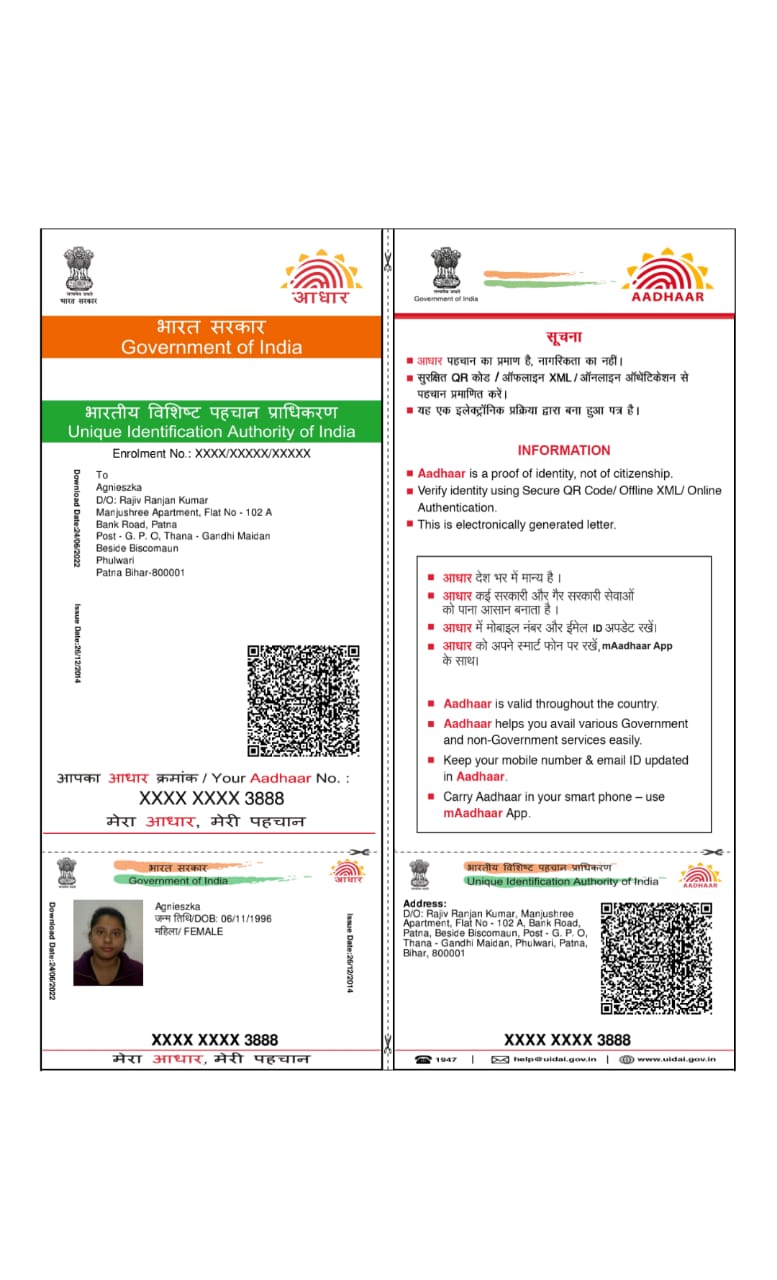 भारत सरकार
आधार
भारत सरकार
Government of India
भारतीय विशिष्ट पहचान प्राधिकरण
Unique Identification Authority of India
Enrolment No.: XXXX/XXXXX/XXXXX
Download Date:24/06/2022
Issue Date:26/12/2014
To
Agnieszka
D/O: Rajiv Ranjan Kumar
Manjushree Apartment, Flat No - 102 A
Bank Road, Patna
Post - G. P. O, Thana - Gandhi Maidan
Beside Biscomaun
Phulwari
Patna Bihar-800001
आपका आधार क्रमांक / Your Aadhaar No. :
XXXX XXXX 3888
मेरा आधार, मेरी पहचान
Government of India
AADHAAR
सूचना
आधार पहचान का प्रमाण है, नागरिकता का नहीं।
सुरक्षित QR कोड / ऑफलाइन XML / ऑनलाइन ऑथेंटिकेशन से
पहचान प्रमाणित करें।
यह एक इलेक्ट्रॉनिक प्रक्रिया द्वारा बना हुआ पत्र है।
INFORMATION
Aadhaar is a proof of identity, not of citizenship.
Verify identity using Secure QR Code/ Offline XML/ Online
Authentication.
This is electronically generated letter.
आधार देश भर में मान्य है ।
आधार कई सरकारी और गैर सरकारी सेवाओं
को पाना आसान बनाता है ।
आधार में मोबाइल नंबर और ईमेल ID अपडेट रखें।
आधार को अपने स्मार्ट फोन पर रखें, mAadhaar App
के साथ।
Aadhaar is valid throughout the country.
Aadhaar helps you avail various Government
and non-Government services easily.
Keep your mobile number & email ID updated
in Aadhaar.
Carry Aadhaar in your smart phone – use
mAadhaar App.
भारत सरकार
Government of India
आधार
Download Date:24/06/2022
Agnieszka
जन्म तिथि/DOB: 06/11/1996
महिला/ FEMALE
Issue Date:26/12/2014
XXXX XXXX 3888
मेरा आधार, मेरी पहचान
भारतीय विशिष्ट पहचान प्राधिकरण
Unique Identification Authority of India
AADHAAR
Address:
D/O: Rajiv Ranjan Kumar, Manjushree
Apartment, Flat No - 102 A, Bank Road,
Patna, Beside Biscomaun, Post - G. P. O,
Thana - Gandhi Maidan, Phulwari, Patna,
Bihar, 800001
XXXX XXXX 3888
1947 | help@uidai.gov.in | www.uidai.gov.in